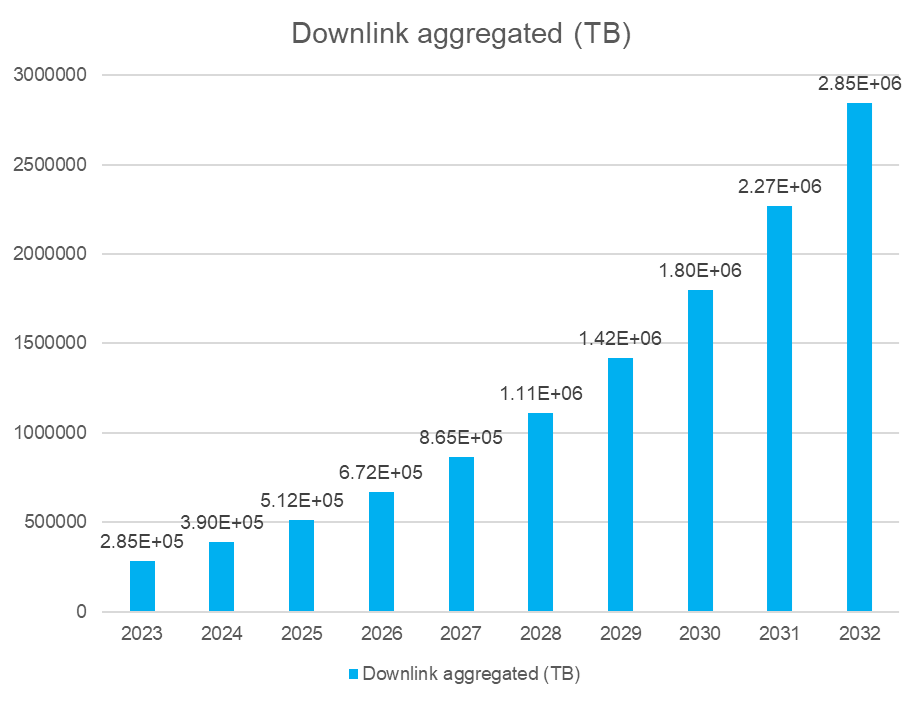 Downlink aggregated (TB)
3000000
2.85E+06
2500000
2.27E+06
2000000
1.80E+06
1500000
1.42E+06
1.11E+06
1000000
8.65E+05
6.72E+05
5.12E+05
500000
3.90E+05
2.85E+05
0
2023 2024 2025 2026 2027 2028 2029 2030 2031 2032
Downlink aggregated (TB)